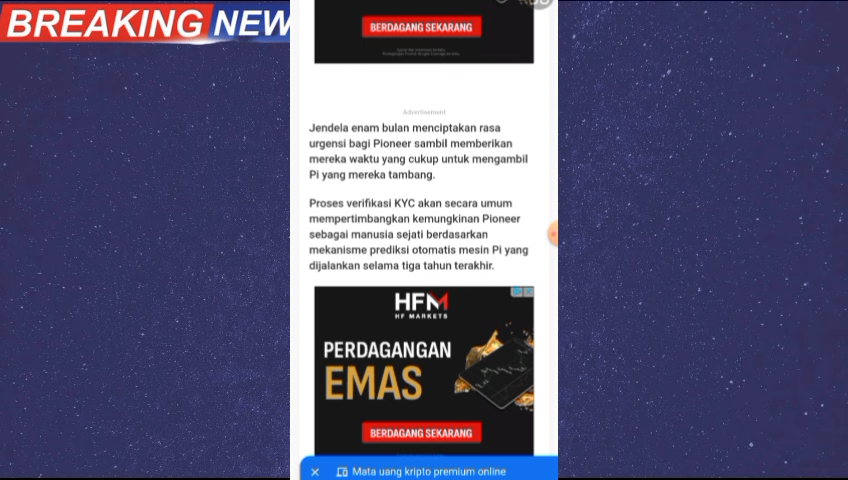 BREAKING NEW
BERDAGANG SEKARANG
Advertisement
Jendela enam bulan menciptakan rasa
urgensi bagi Pioneer sambil memberikan
mereka waktu yang cukup untuk mengambil
Pi yang mereka tambang.
Proses verifikasi KYC akan secara umum
mempertimbangkan kemungkinan Pioneer
sebagai manusia sejati berdasarkan
mekanisme prediksi otomatis mesin Pi yang
dijalankan selama tiga tahun terakhir.
HFM
HF MARKETS
PERDAGANGAN
EMAS
BERDAGANG SEKARANG
Mata uang kripto premium online